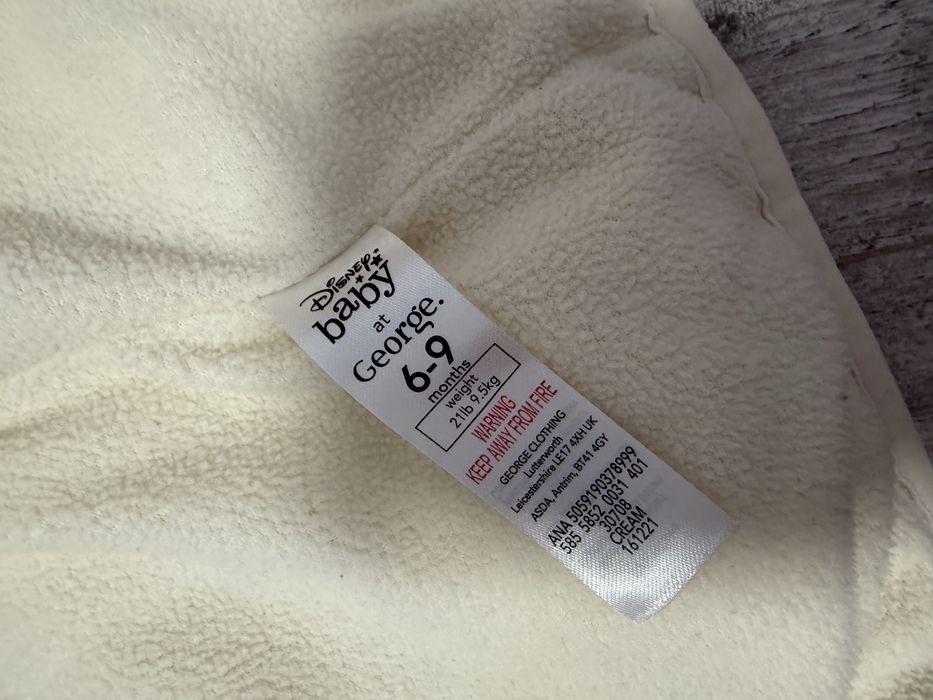 Disney
baby
at
George.
6-9
months
weight
21lb 9.5kg
WARNING
KEEP AWAY FROM FIRE
GEORGE CLOTHING
Lutterworth
Leicestershire LE17 4XH UK
ASDA, Antrim, BT41 4GY
ANA 5059190378999
585 5852 0031 401
30708
CREAM
161221